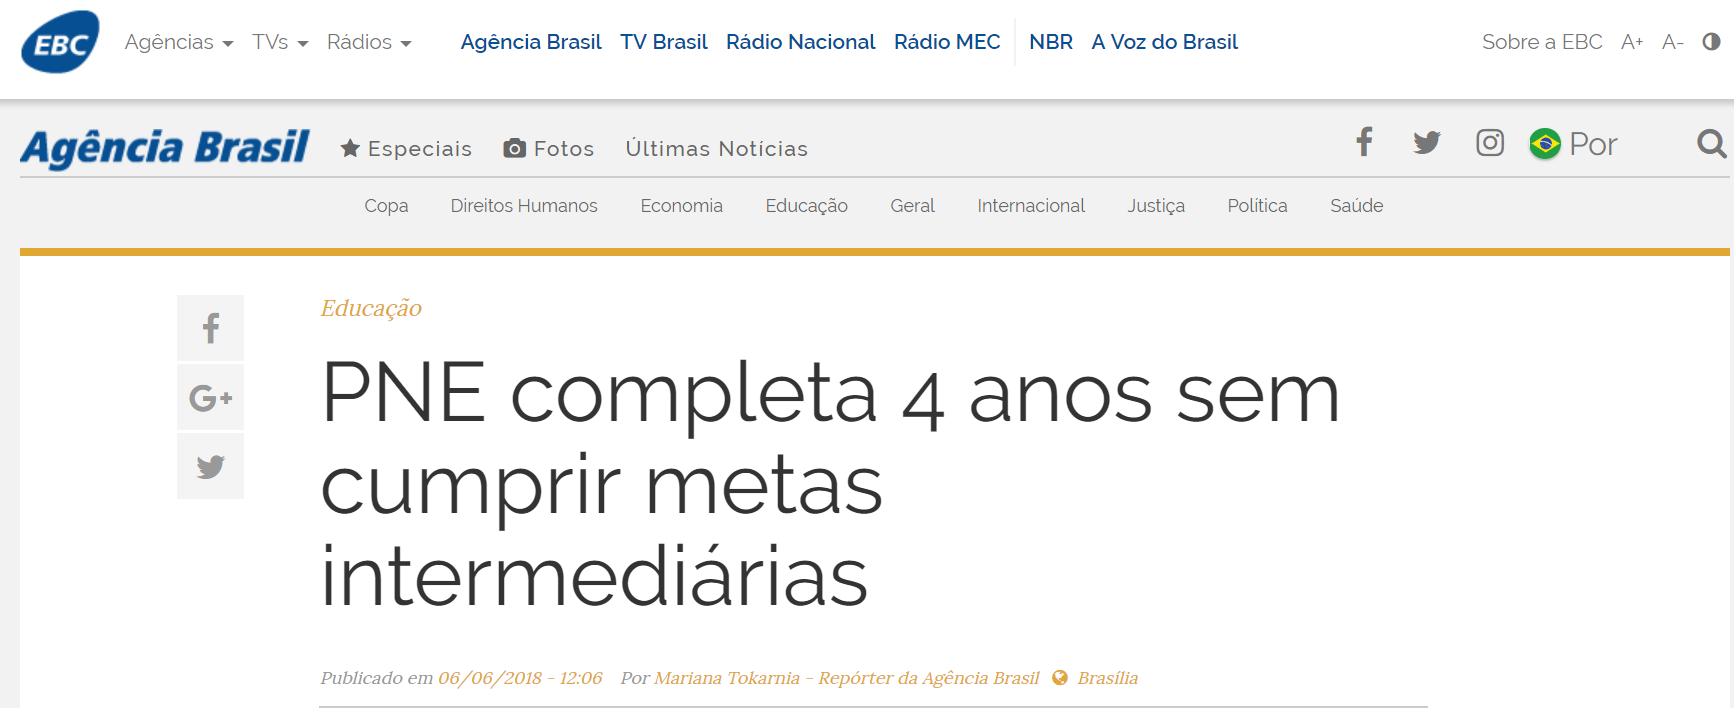 EBC Agências TVs Rádios Agência Brasil TV Brasil Rádio Nacional Rádio MEC NBR A Voz do Brasil Sobre a EBC A+ A-
Agência Brasil Especiais Fotos Últimas Notícias Por
Copa Direitos Humanos Economia Educação Geral Internacional Justiça Política Saúde
Educação
PNE completa 4 anos sem
cumprir metas
intermediárias
Publicado em 06/06/2018 - 12:06 Por Mariana Tokarnia - Repórter da Agência Brasil Brasília